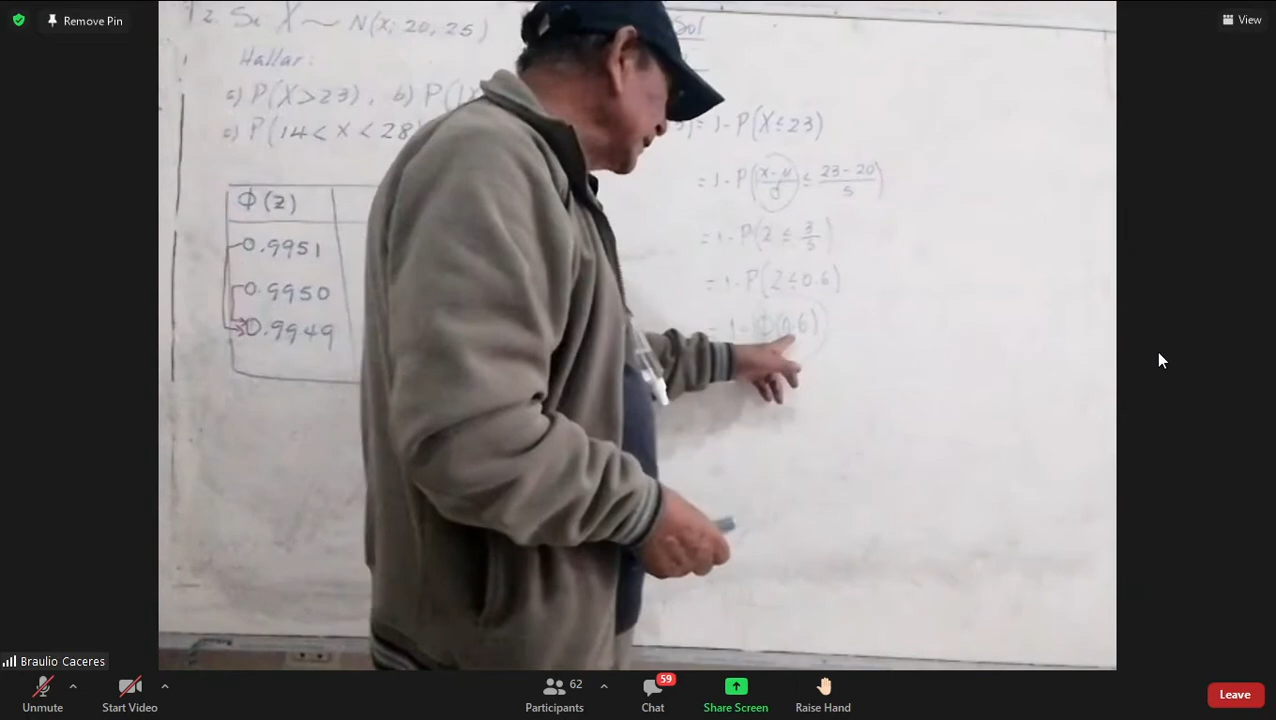 Remove Pin
View
2. Si X ~ N(x; 20, 25)
Sol
Hallar:
a) P(X > 23), b) P(
c) P(14 < x < 28
) = 1 - P(X ≤ 23)
= 1 - P( x - μ / σ ≤ 23 - 20 / 5 )
= 1 - P(Z ≤ 3/5)
= 1 - P(Z ≤ 0.6)
= 1 - Φ(0.6)
Φ(z)
0.9951
0.9950
0.9949
Braulio Caceres
Unmute
Start Video
62
Participants
59
Chat
Share Screen
Raise Hand
Leave